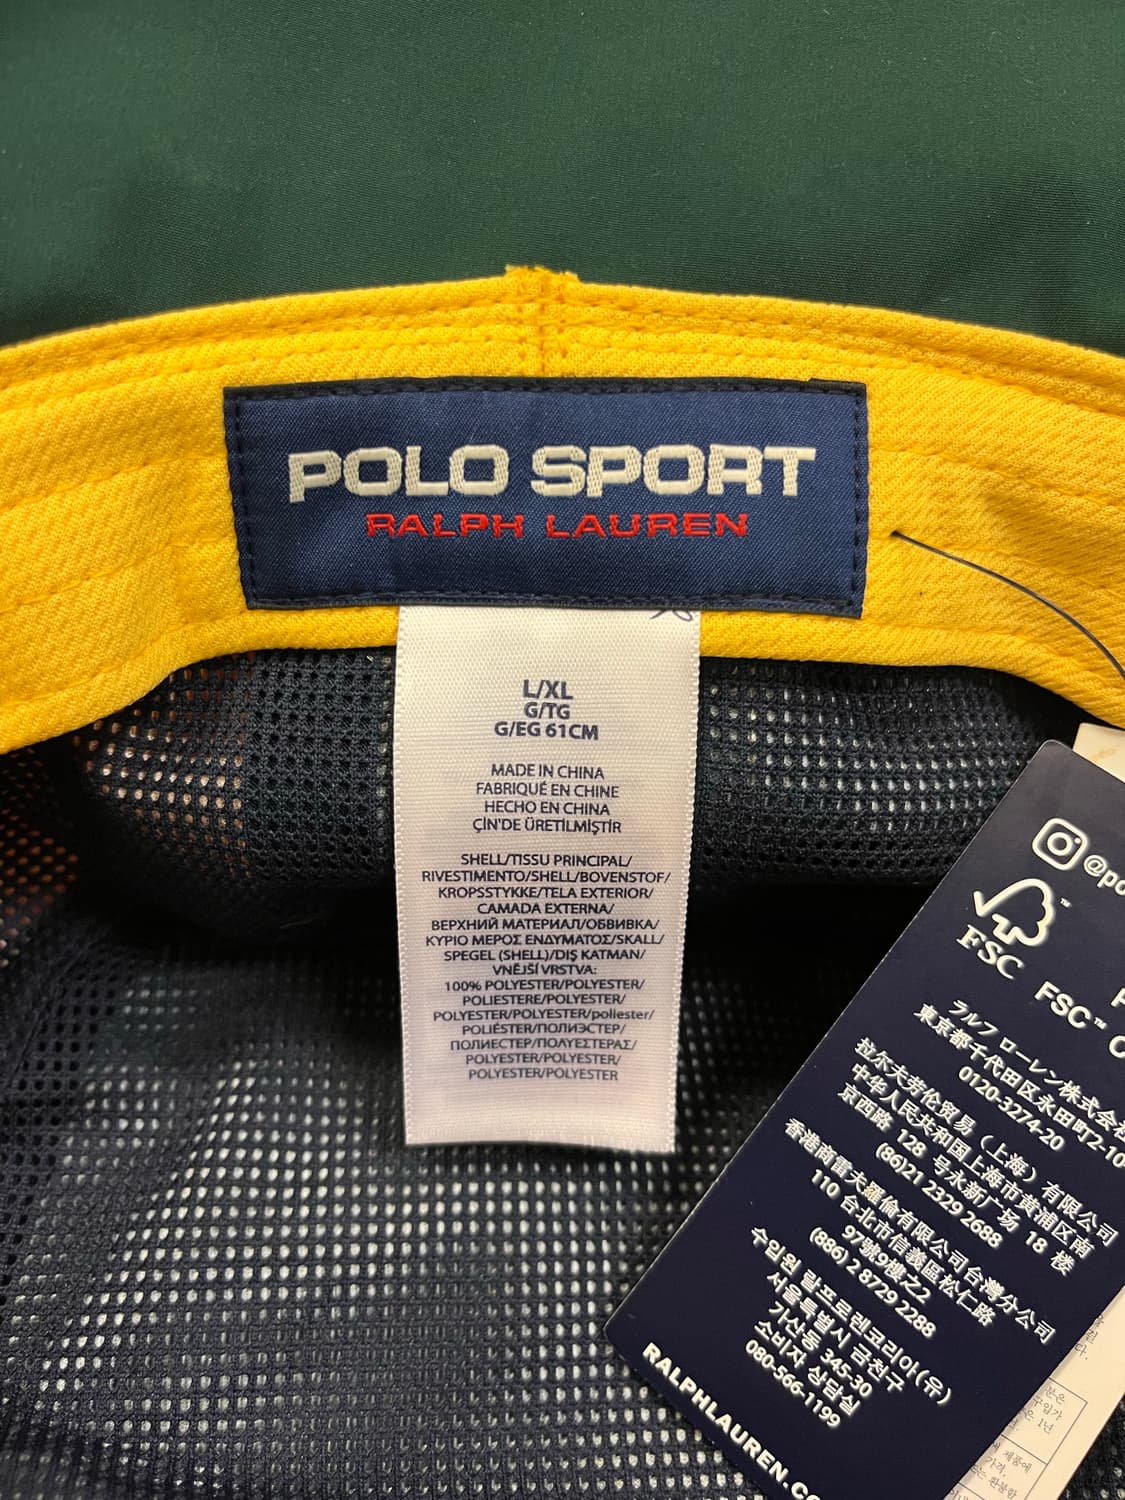 POLO SPORT
RALPH LAUREN
L/XL
G/TG
G/EG 61CM
MADE IN CHINA
FABRIQUÉ EN CHINE
HECHO EN CHINA
ÇİN'DE ÜRETİLMİŞTİR
SHELL/TISSU PRINCIPAL/
RIVESTIMENTO/SHELL/BOVENSTOF/
KROPSSTYKKE/TELA EXTERIOR/
CAMADA EXTERNA/
ВЕРХНИЙ МАТЕРИАЛ/ОБВИВКА/
ΚΥΡΙΟ ΜΕΡΟΣ ΕΝΔΥΜΑΤΟΣ/SKALL/
SPEGEL (SHELL)/DIŞ KATMAN/
VNĚJŠÍ VRSTVA:
100% POLYESTER/POLYESTER/
POLIESTERE/POLYESTER/
POLYESTER/POLYESTER/poliester/
POLIÉSTER/ПОЛИЭСТЕР/
ПОЛИЕСТЕР/ΠΟΛΥΕΣΤΕΡΑΣ/
POLYESTER/POLYESTER/
POLYESTER/POLYESTER
@po
FSC
FSC™
ラルフ ローレン株式会社
東京都千代田区永田町2-10
0120-3274-20
拉尔夫劳伦贸易（上海）有限公司
中华人民共和国上海市黄浦区南
京西路 128 号永新广场 18 楼
(86)21 2329 2688
香港商雷夫羅倫有限公司台灣分公司
110 台北市信義區松仁路
97號9樓之2
(886) 2 8729 2288
수입원 랄프로렌코리아(유)
서울특별시 금천구
가산동 345-30
소비자 상담실
080-566-1199
RALPHLAUREN.CO